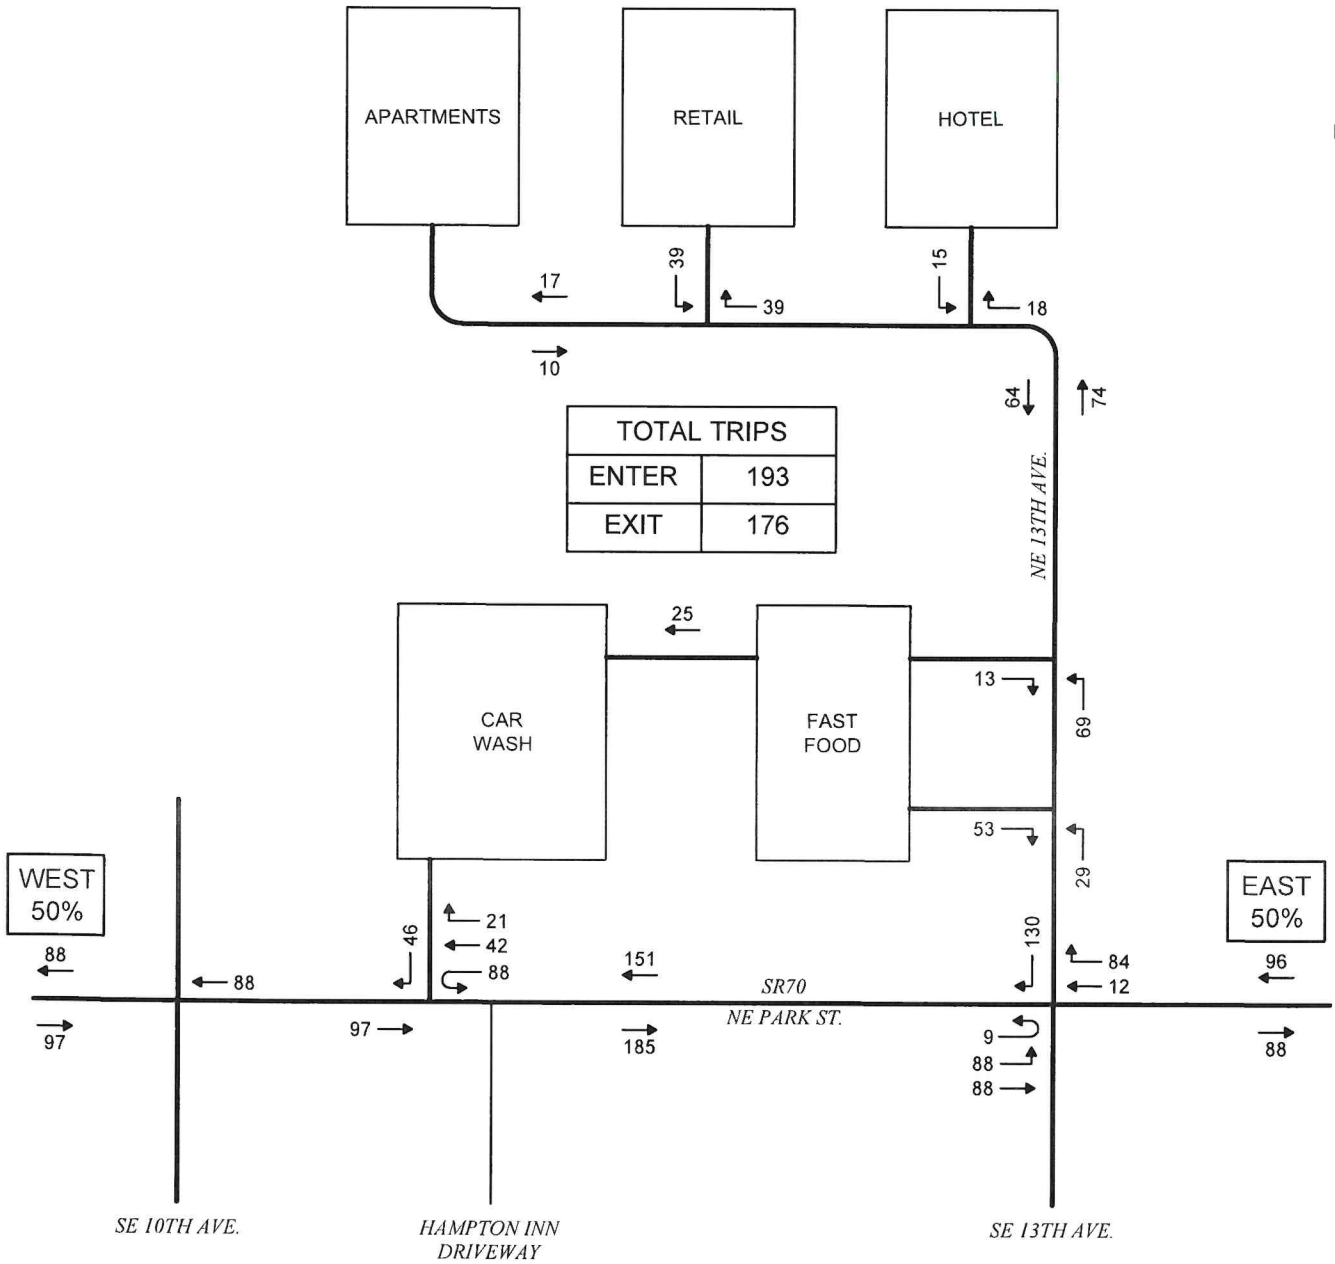 APARTMENTS
RETAIL
HOTEL
17
39
39
15
18
10
64
74
TOTAL TRIPS
ENTER 193
EXIT 176
NE 13TH AVE.
25
CAR
WASH
FAST
FOOD
13
69
53
29
WEST
50%
EAST
50%
88
88
46
21
42
88
151
SR70
130
84
12
96
97
97
185
NE PARK ST.
9
88
88
88
SE 10TH AVE.
HAMPTON INN
DRIVEWAY
SE 13TH AVE.